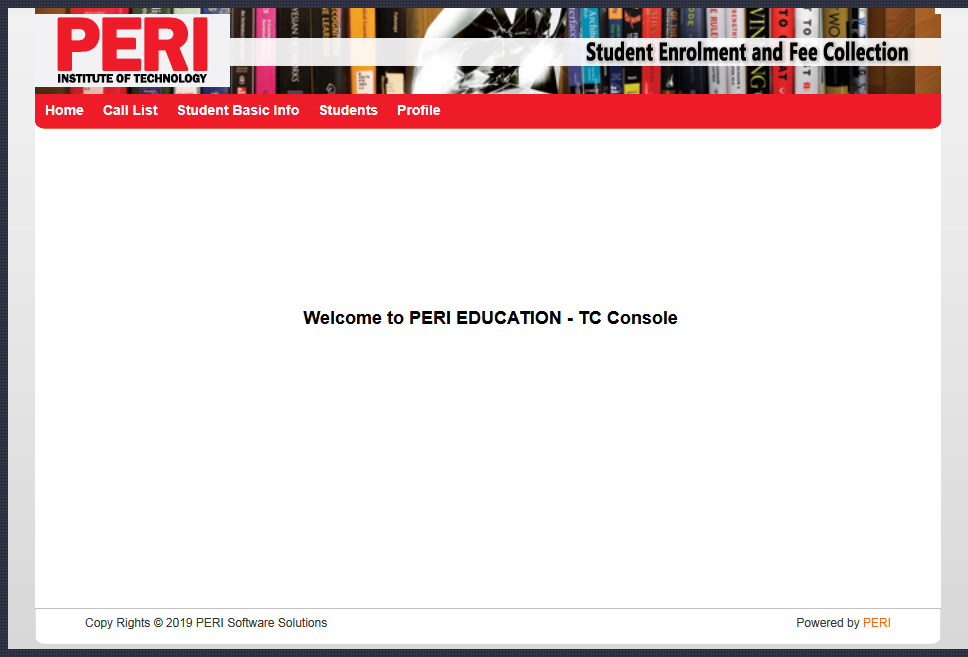 PERI
INSTITUTE OF TECHNOLOGY
Student Enrolment and Fee Collection
Home Call List Student Basic Info Students Profile
Welcome to PERI EDUCATION - TC Console
Copy Rights © 2019 PERI Software Solutions
Powered by PERI